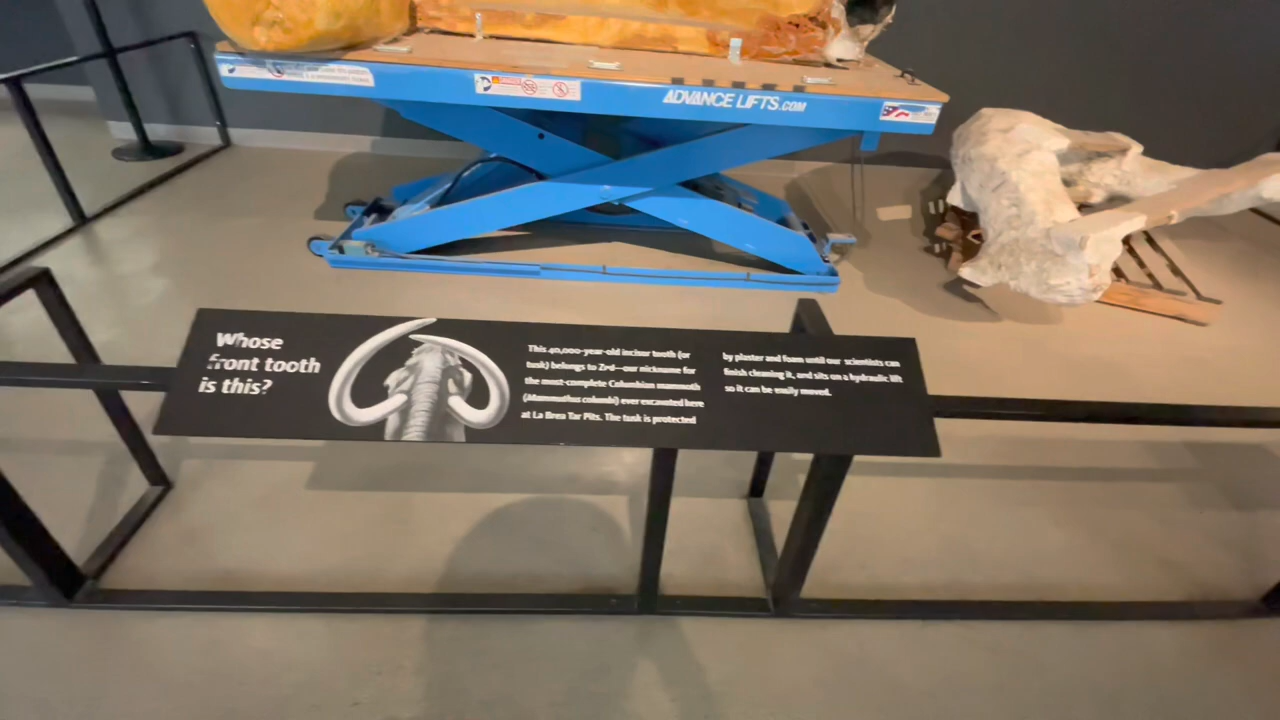 ADVANCE LIFTS.COM
Whose
front tooth
is this?
This 40,000-year-old incisor tooth (or
tusk) belongs to Zed—our nickname for
the most-complete Columbian mammoth
(Mammuthus columbi) ever excavated here
at La Brea Tar Pits. The tusk is protected
by plaster and foam until our scientists can
finish cleaning it, and sits on a hydraulic lift
so it can be easily moved.